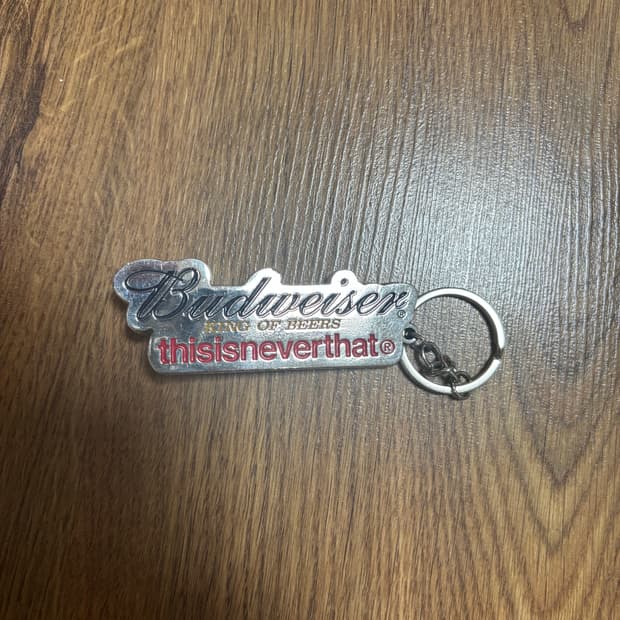 Budweiser®
KING OF BEERS
thisisneverthat®